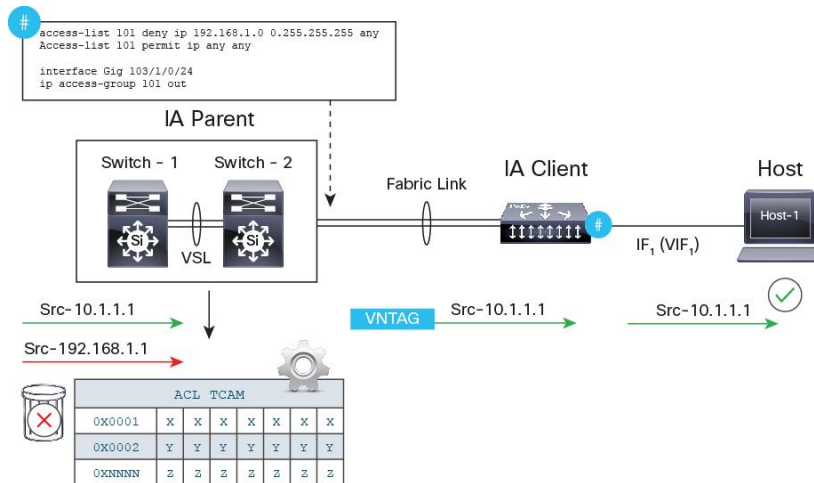 #
access-list 101 deny ip 192.168.1.0 0.255.255.255 any
Access-list 101 permit ip any any
interface Gig 103/1/0/24
ip access-group 101 out
IA Parent
Switch - 1 Switch - 2
Si Si
VSL
Fabric Link
IA Client
#
IF1 (VIF1)
Host
Host-1
Src-10.1.1.1
Src-192.168.1.1
VNTAG Src-10.1.1.1
Src-10.1.1.1
ACL TCAM
0X0001 X X X X X X X
0X0002 Y Y Y Y Y Y Y
0XNNNN Z Z Z Z Z Z Z